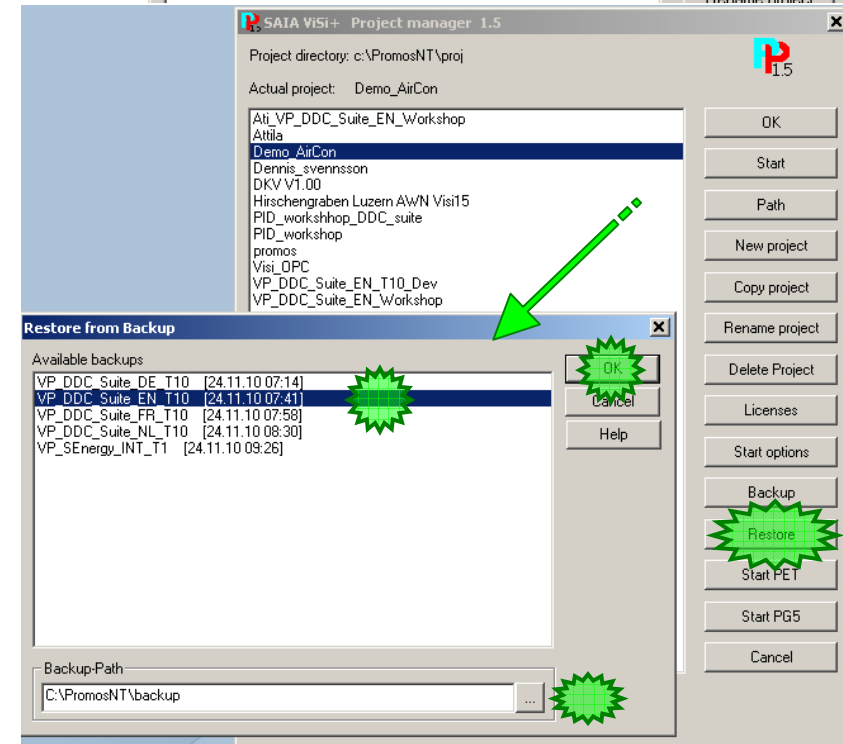 SAIA ViSi+ Project manager 1.5
Project directory: c:\PromosNT\proj
1.5
Actual project: Demo_AirCon
Ati_VP_DDC_Suite_EN_Workshop
Attila
Demo_AirCon
Dennis_svennsson
DKV V1.00
Hirschengraben Luzern AWN Visi15
PID_workshhop_DDC_suite
PID_workshop
promos
Visi_OPC
VP_DDC_Suite_EN_T10_Dev
VP_DDC_Suite_EN_Workshop
OK
Start
Path
New project
Copy project
Rename project
Delete Project
Licenses
Start options
Backup
Restore
Start PET
Start PG5
Cancel
Restore from Backup
Available backups
VP_DDC_Suite_DE_T10 [24.11.10 07:14]
VP_DDC_Suite_EN_T10 [24.11.10 07:41]
VP_DDC_Suite_FR_T10 [24.11.10 07:58]
VP_DDC_Suite_NL_T10 [24.11.10 08:30]
VP_SEnergy_INT_T1 [24.11.10 09:26]
OK
Cancel
Help
Backup-Path
C:\PromosNT\backup
...